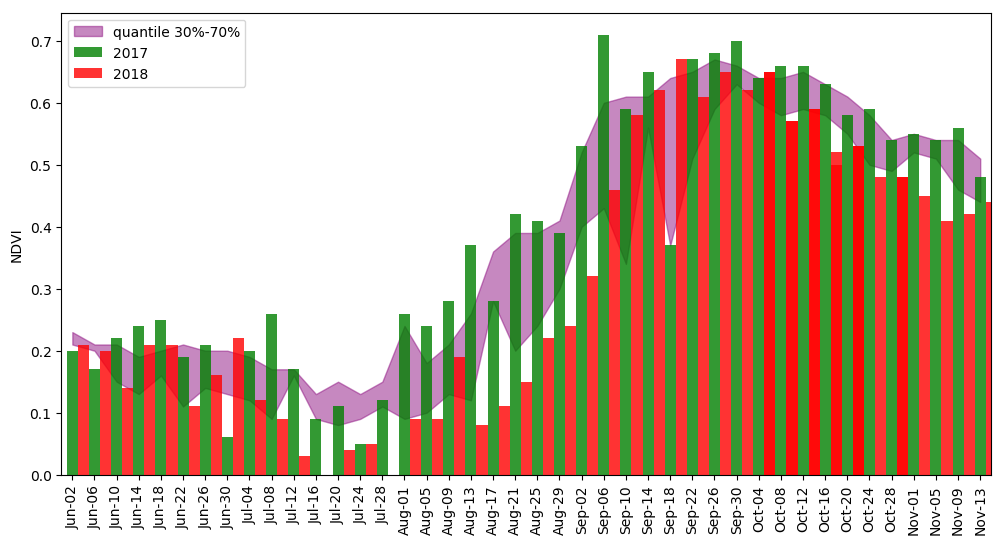 quantile 30%-70%
2017
2018
NDVI
0.7
0.6
0.5
0.4
0.3
0.2
0.1
0.0
Jun-02
Jun-06
Jun-10
Jun-14
Jun-18
Jun-22
Jun-26
Jun-30
Jul-04
Jul-08
Jul-12
Jul-16
Jul-20
Jul-24
Jul-28
Aug-01
Aug-05
Aug-09
Aug-13
Aug-17
Aug-21
Aug-25
Aug-29
Sep-02
Sep-06
Sep-10
Sep-14
Sep-18
Sep-22
Sep-26
Sep-30
Oct-04
Oct-08
Oct-12
Oct-16
Oct-20
Oct-24
Oct-28
Nov-01
Nov-05
Nov-09
Nov-13